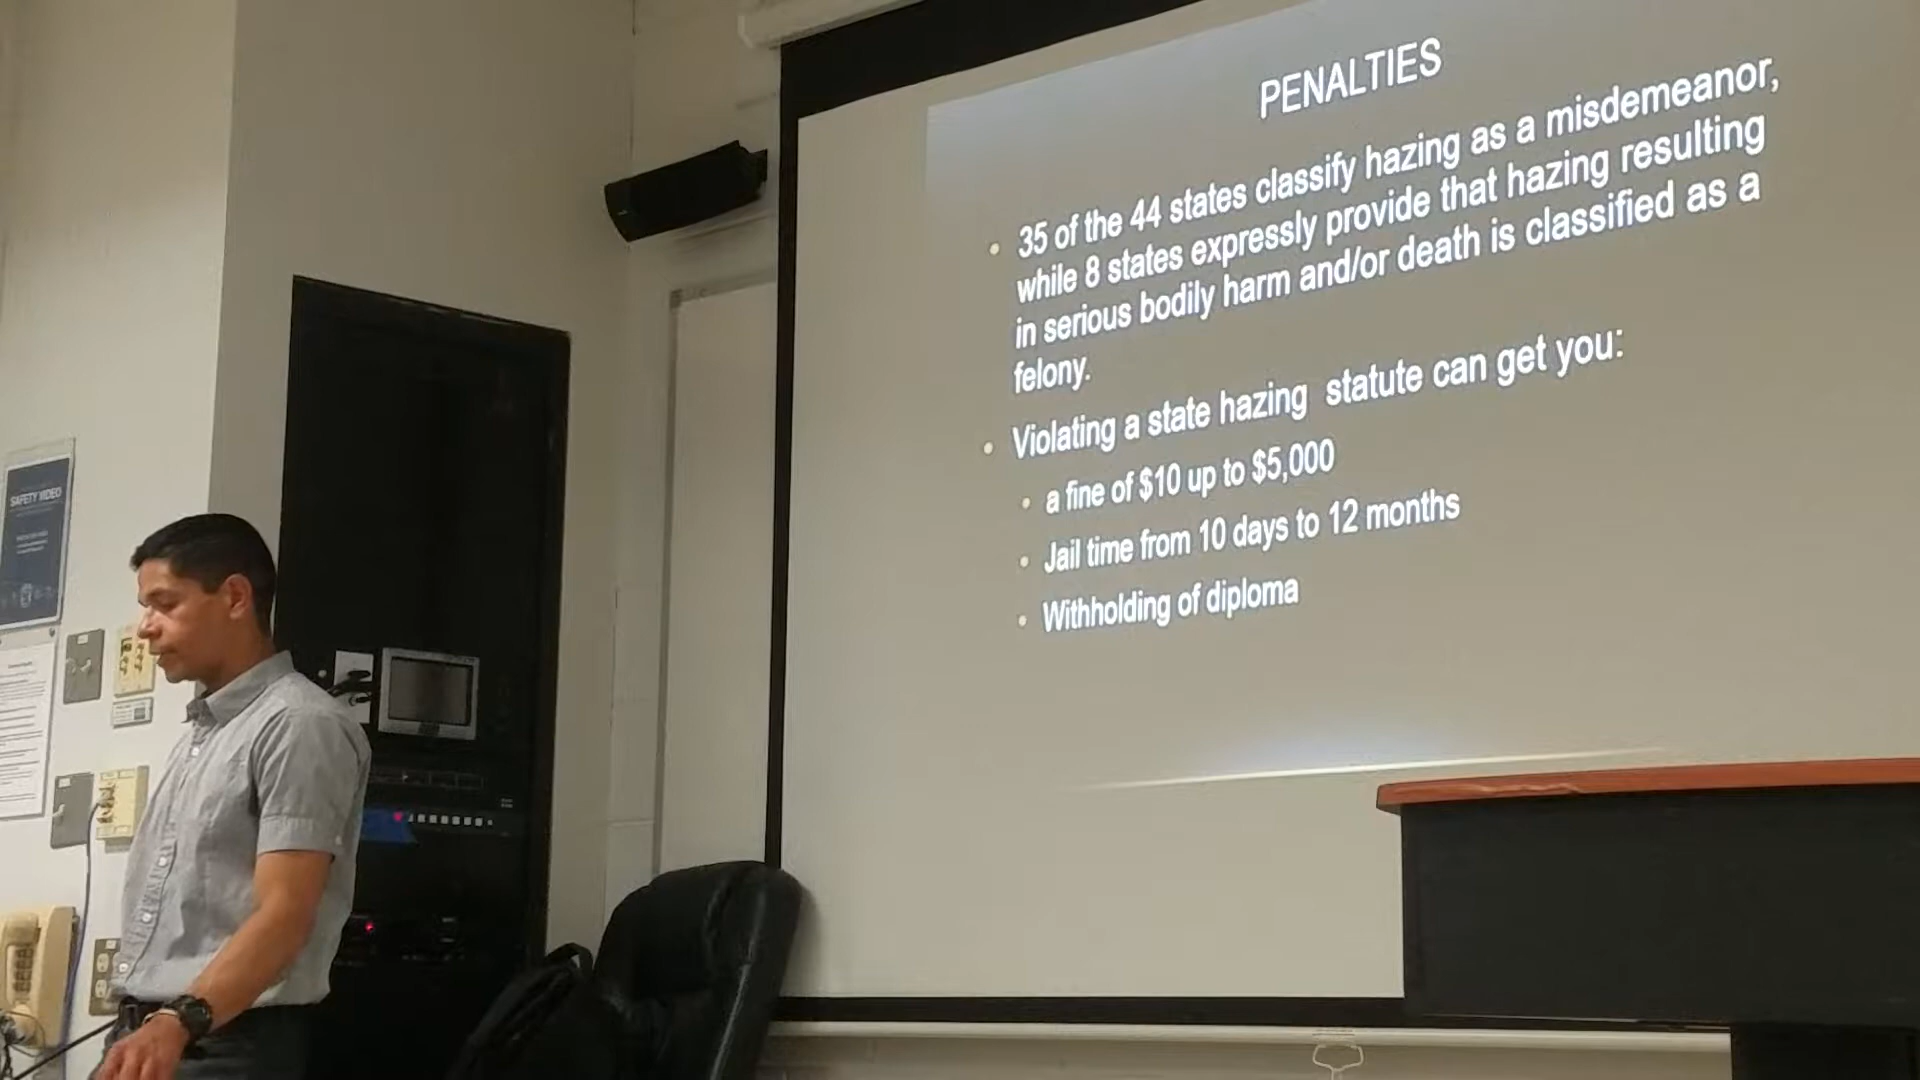 PENALTIES
• 35 of the 44 states classify hazing as a misdemeanor,
while 8 states expressly provide that hazing resulting
in serious bodily harm and/or death is classified as a
felony.
• Violating a state hazing statute can get you:
• a fine of $10 up to $5,000
• Jail time from 10 days to 12 months
• Withholding of diploma
SAFETY VIDEO